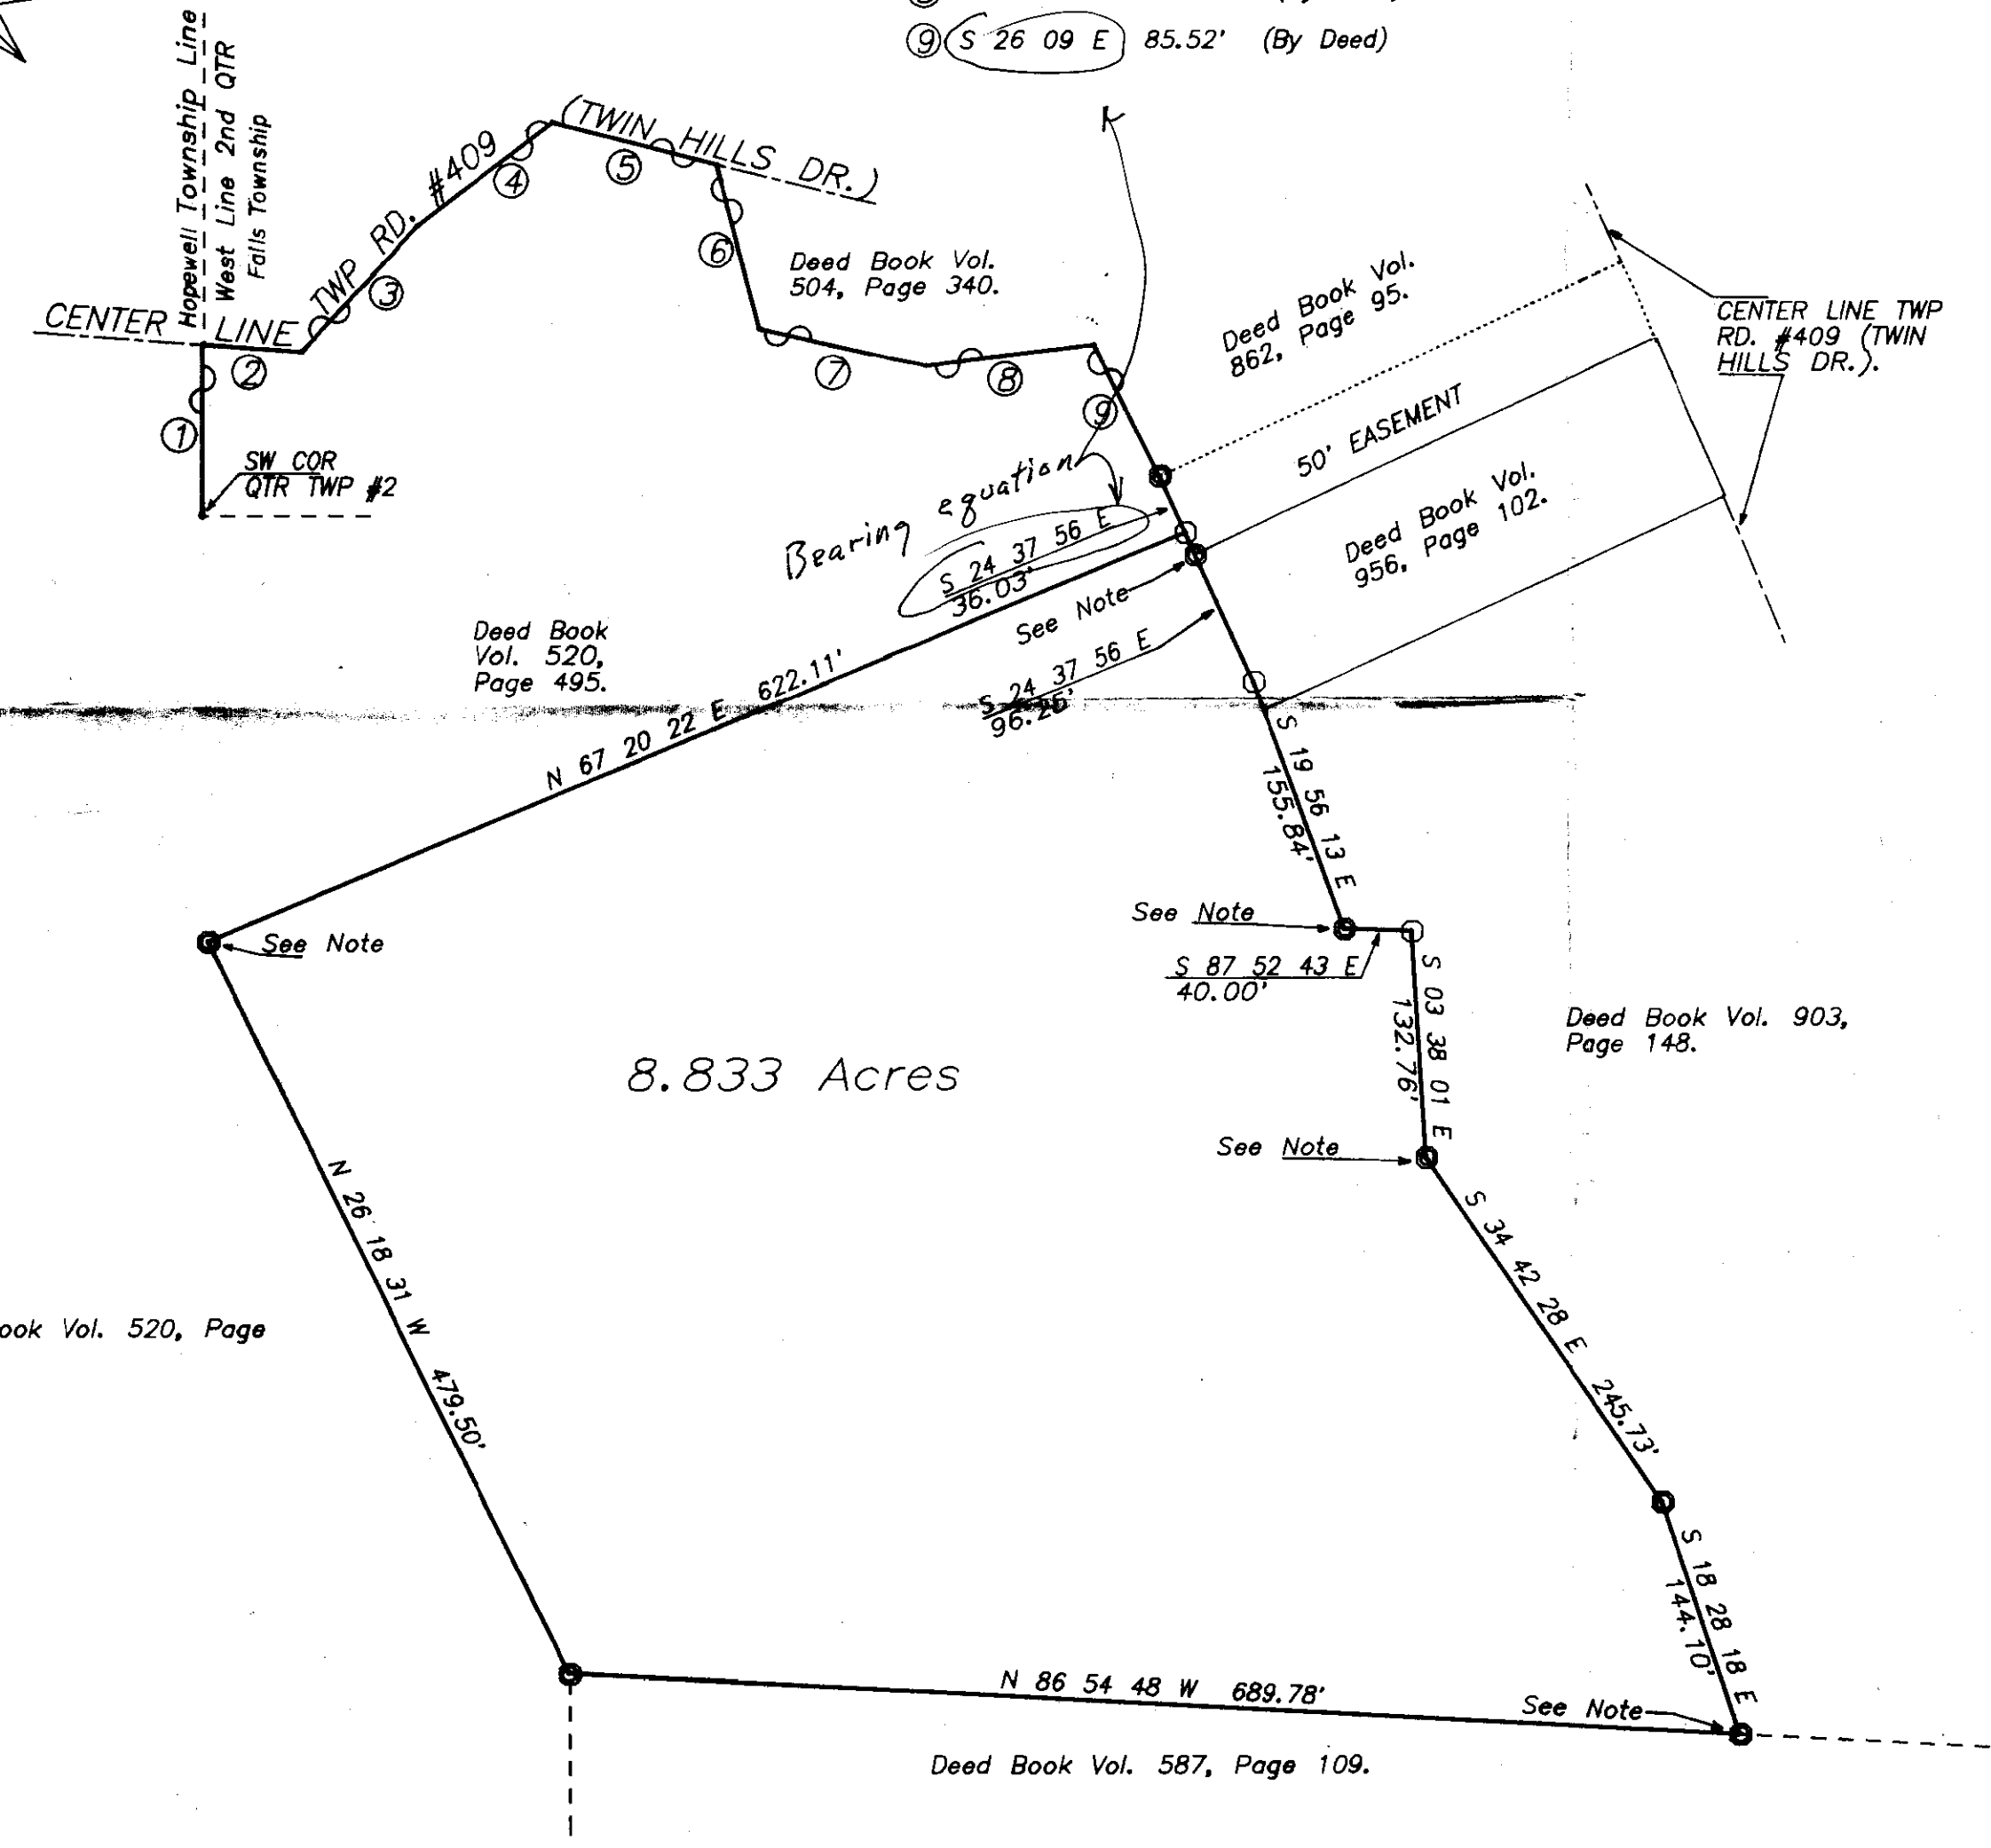 ⑨ S 26 09 E 85.52' (By Deed)
Hopewell Township Line
West Line 2nd QTR
Falls Township
CENTER LINE
TWP RD. #409
(TWIN HILLS DR.)
①
②
③
④
⑤
⑥
⑦
⑧
⑨
SW COR
QTR TWP #2
Deed Book Vol.
504, Page 340.
Deed Book Vol.
862, Page 95.
50' EASEMENT
Deed Book Vol.
956, Page 102.
CENTER LINE TWP
RD. #409 (TWIN
HILLS DR.).
Bearing equation
S 24 37 56 E
36.03'
See Note
S 24 37 56 E
96.26'
Deed Book
Vol. 520,
Page 495.
N 67 20 22 E 622.11'
S 19 56 13 E
155.84'
See Note
See Note
S 87 52 43 E
40.00'
S 03 38 01 E
132.76'
Deed Book Vol. 903,
Page 148.
8.833 Acres
See Note
S 34 42 28 E 245.73'
N 26 18 31 W 479.50'
ook Vol. 520, Page
S 18 28 18 E
144.10'
N 86 54 48 W 689.78'
See Note
Deed Book Vol. 587, Page 109.